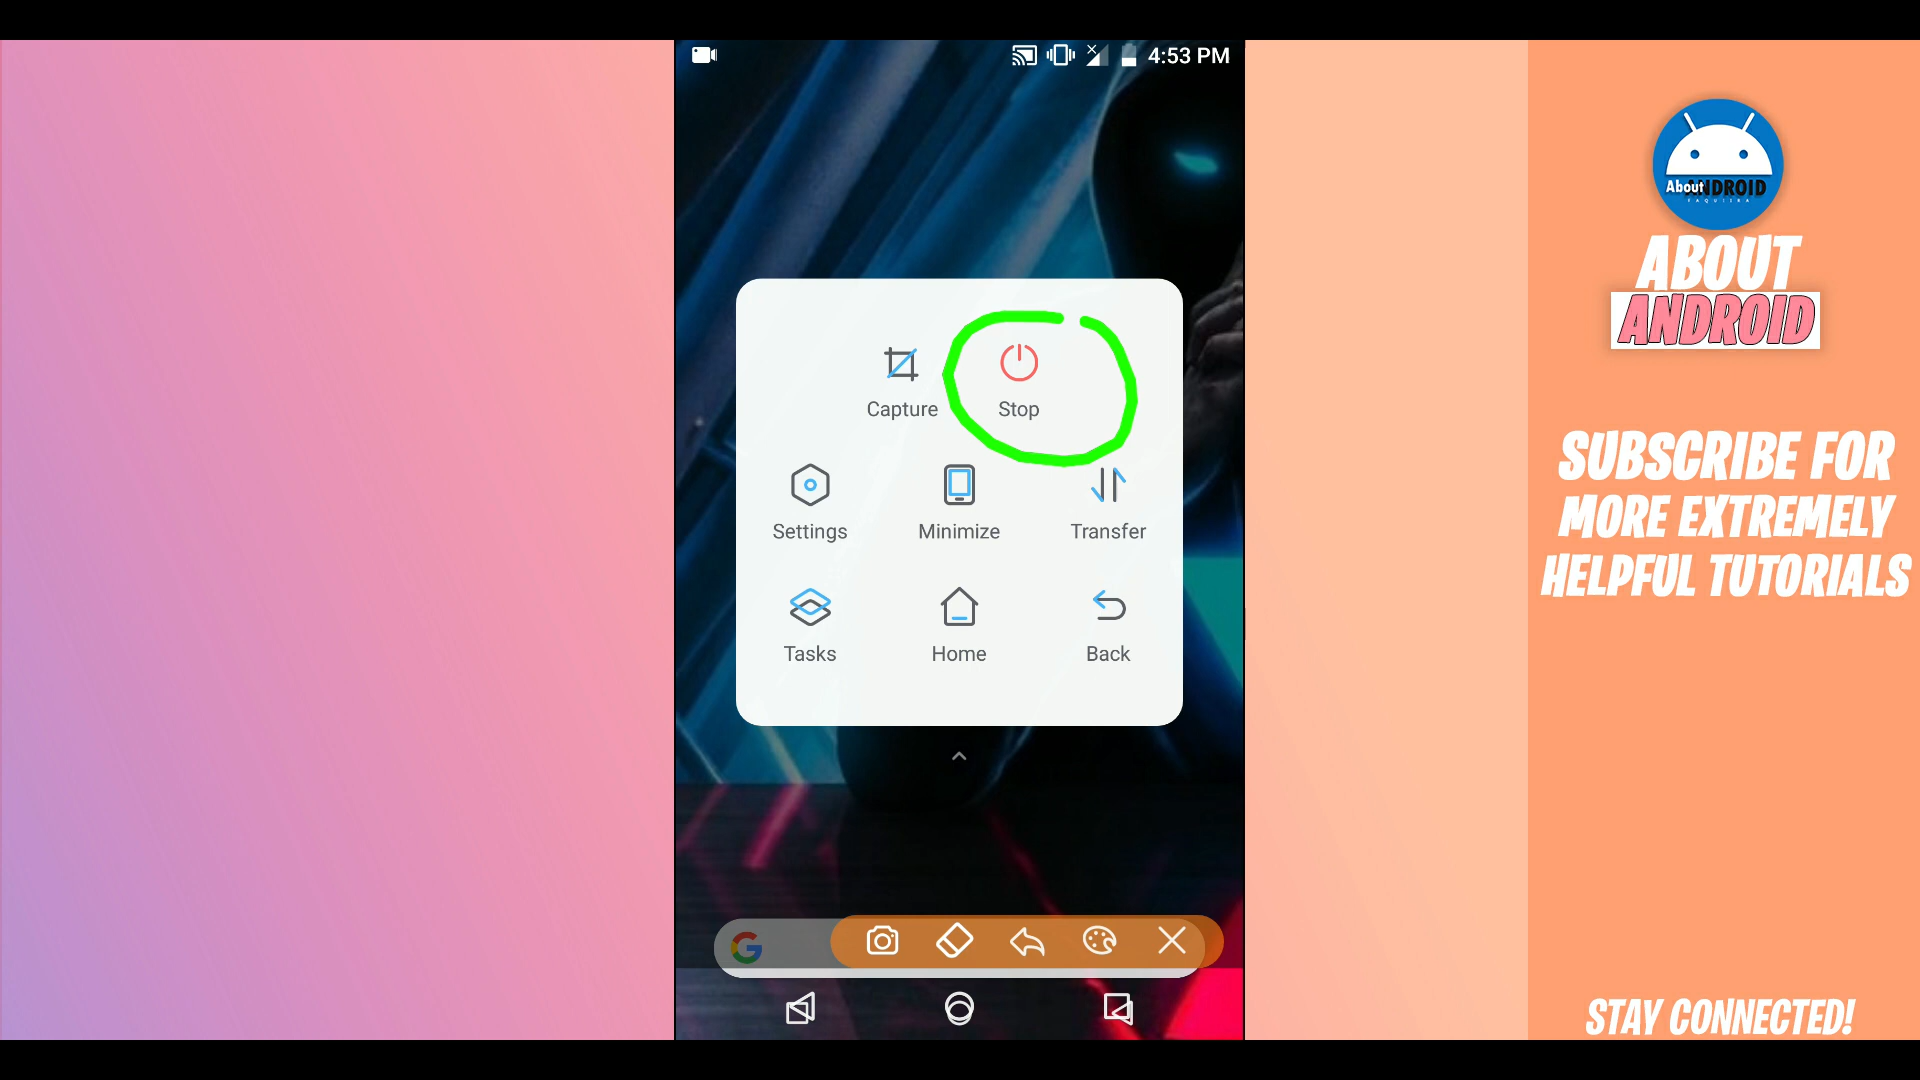 4:53 PM
Capture
Stop
Settings
Minimize
Transfer
Tasks
Home
Back
About ANDROID
FAQUIIRA
ABOUT
ANDROID
SUBSCRIBE FOR
MORE EXTREMELY
HELPFUL TUTORIALS
STAY CONNECTED!